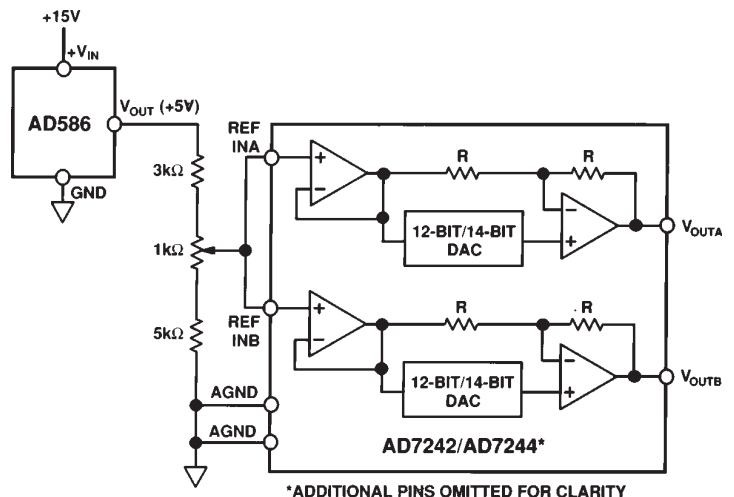 +15V
+VIN
AD586
VOUT (+5V)
GND
3kΩ
1kΩ
5kΩ
REF
INA
R
R
12-BIT/14-BIT
DAC
VOUTA
REF
INB
R
R
12-BIT/14-BIT
DAC
VOUTB
AGND
AGND
AD7242/AD7244*
*ADDITIONAL PINS OMITTED FOR CLARITY